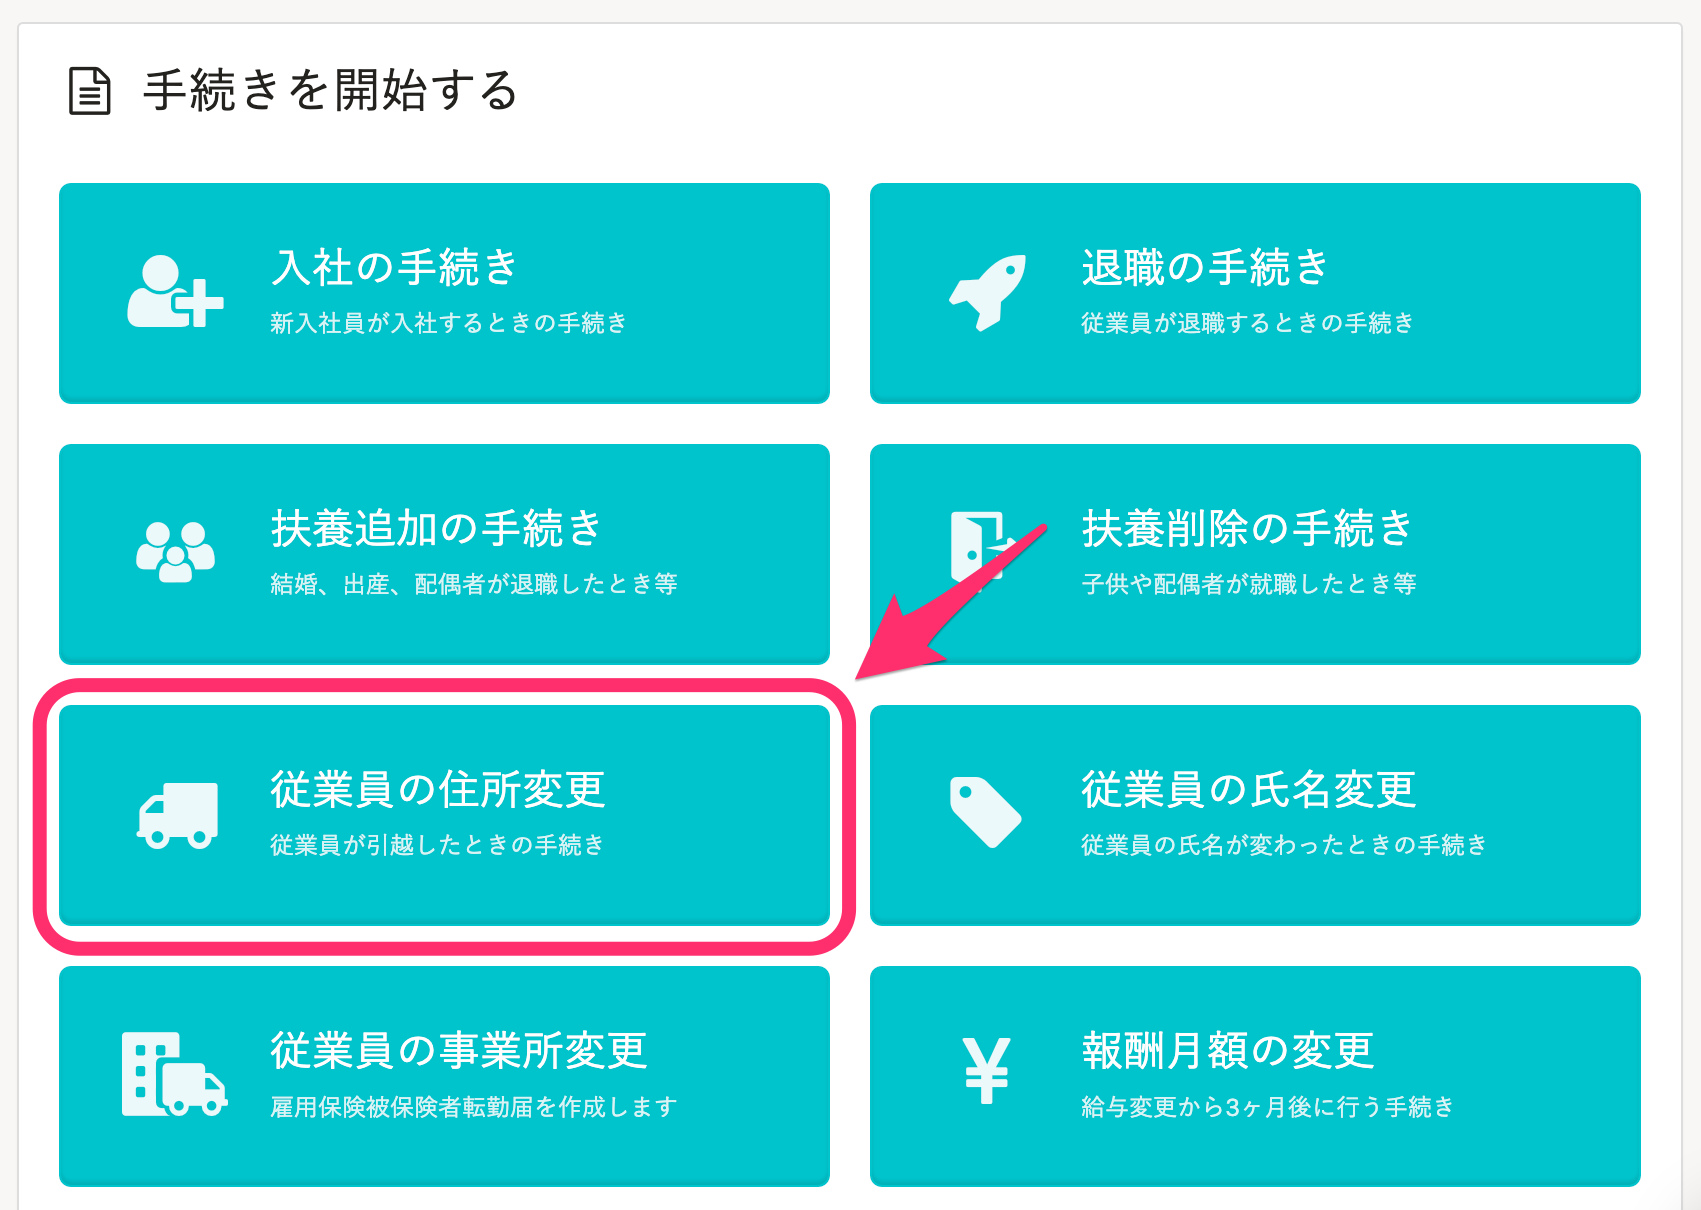 手続きを開始する
入社の手続き
新入社員が入社するときの手続き
退職の手続き
従業員が退職するときの手続き
扶養追加の手続き
結婚、出産、配偶者が退職したとき等
扶養削除の手続き
子供や配偶者が就職したとき等
従業員の住所変更
従業員が引越したときの手続き
従業員の氏名変更
従業員の氏名が変わったときの手続き
従業員の事業所変更
雇用保険被保険者転勤届を作成します
¥
報酬月額の変更
給与変更から3ヶ月後に行う手続き